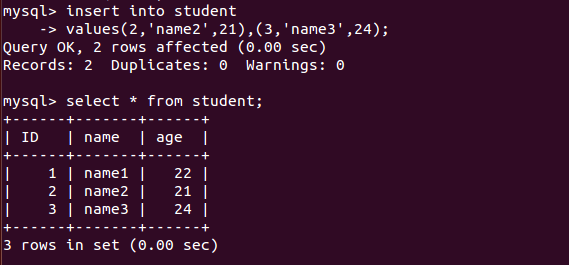 mysql> insert into student
    -> values(2,'name2',21),(3,'name3',24);
Query OK, 2 rows affected (0.00 sec)
Records: 2  Duplicates: 0  Warnings: 0

mysql> select * from student;
+------+-------+------+
| ID   | name  | age  |
+------+-------+------+
|    1 | name1 |   22 |
|    2 | name2 |   21 |
|    3 | name3 |   24 |
+------+-------+------+
3 rows in set (0.00 sec)